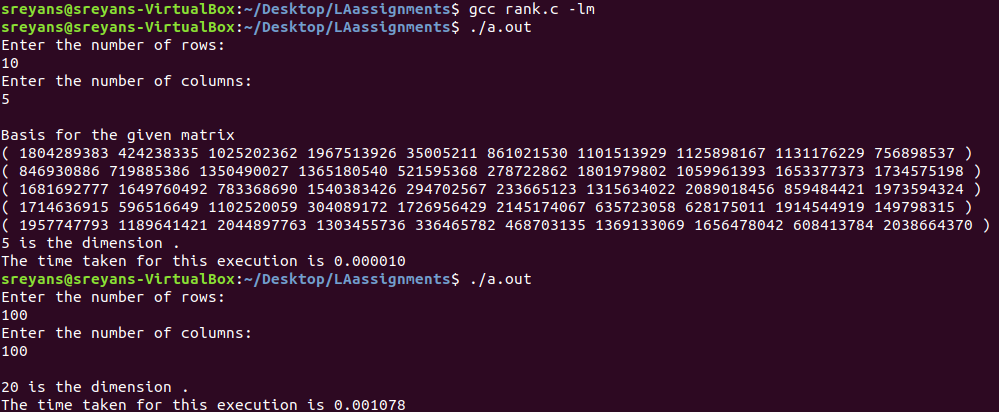 sreyans@sreyans-VirtualBox:~/Desktop/LAassignments$ gcc rank.c -lm
sreyans@sreyans-VirtualBox:~/Desktop/LAassignments$ ./a.out
Enter the number of rows:
10
Enter the number of columns:
5
Basis for the given matrix
( 1804289383 424238335 1025202362 1967513926 35005211 861021530 1101513929 1125898167 1131176229 756898537 )
( 846930886 719885386 1350490027 1365180540 521595368 278722862 1801979802 1059961393 1653377373 1734575198 )
( 1681692777 1649760492 783368690 1540383426 294702567 233665123 1315634022 2089018456 859484421 1973594324 )
( 1714636915 596516649 1102520059 304089172 1726956429 2145174067 635723058 628175011 1914544919 149798315 )
( 1957747793 1189641421 2044897763 1303455736 336465782 468703135 1369133069 1656478042 608413784 2038664370 )
5 is the dimension .
The time taken for this execution is 0.000010
sreyans@sreyans-VirtualBox:~/Desktop/LAassignments$ ./a.out
Enter the number of rows:
100
Enter the number of columns:
100
20 is the dimension .
The time taken for this execution is 0.001078